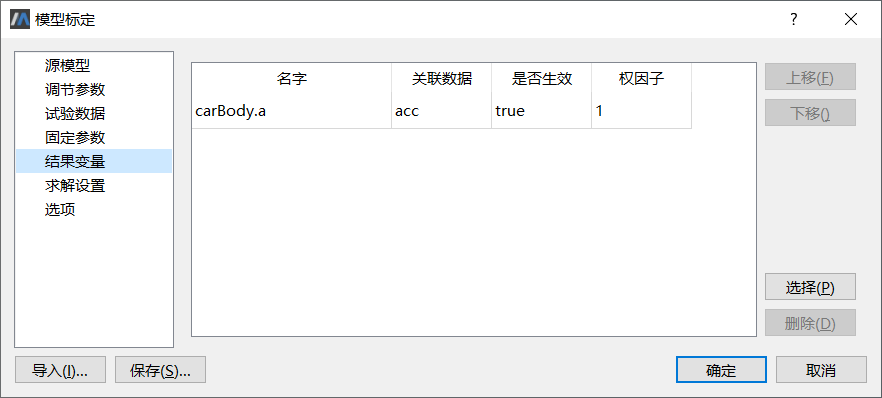 模型标定
?
源模型
调节参数
试验数据
固定参数
结果变量
求解设置
选项
名字 关联数据 是否生效 权因子
carBody.a acc true 1
上移(F)
下移()
选择(P)
删除(D)
导入(I)... 保存(S)... 确定 取消